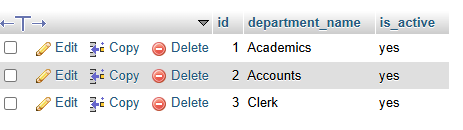 id department_name is_active
Edit Copy Delete 1 Academics yes
Edit Copy Delete 2 Accounts yes
Edit Copy Delete 3 Clerk yes